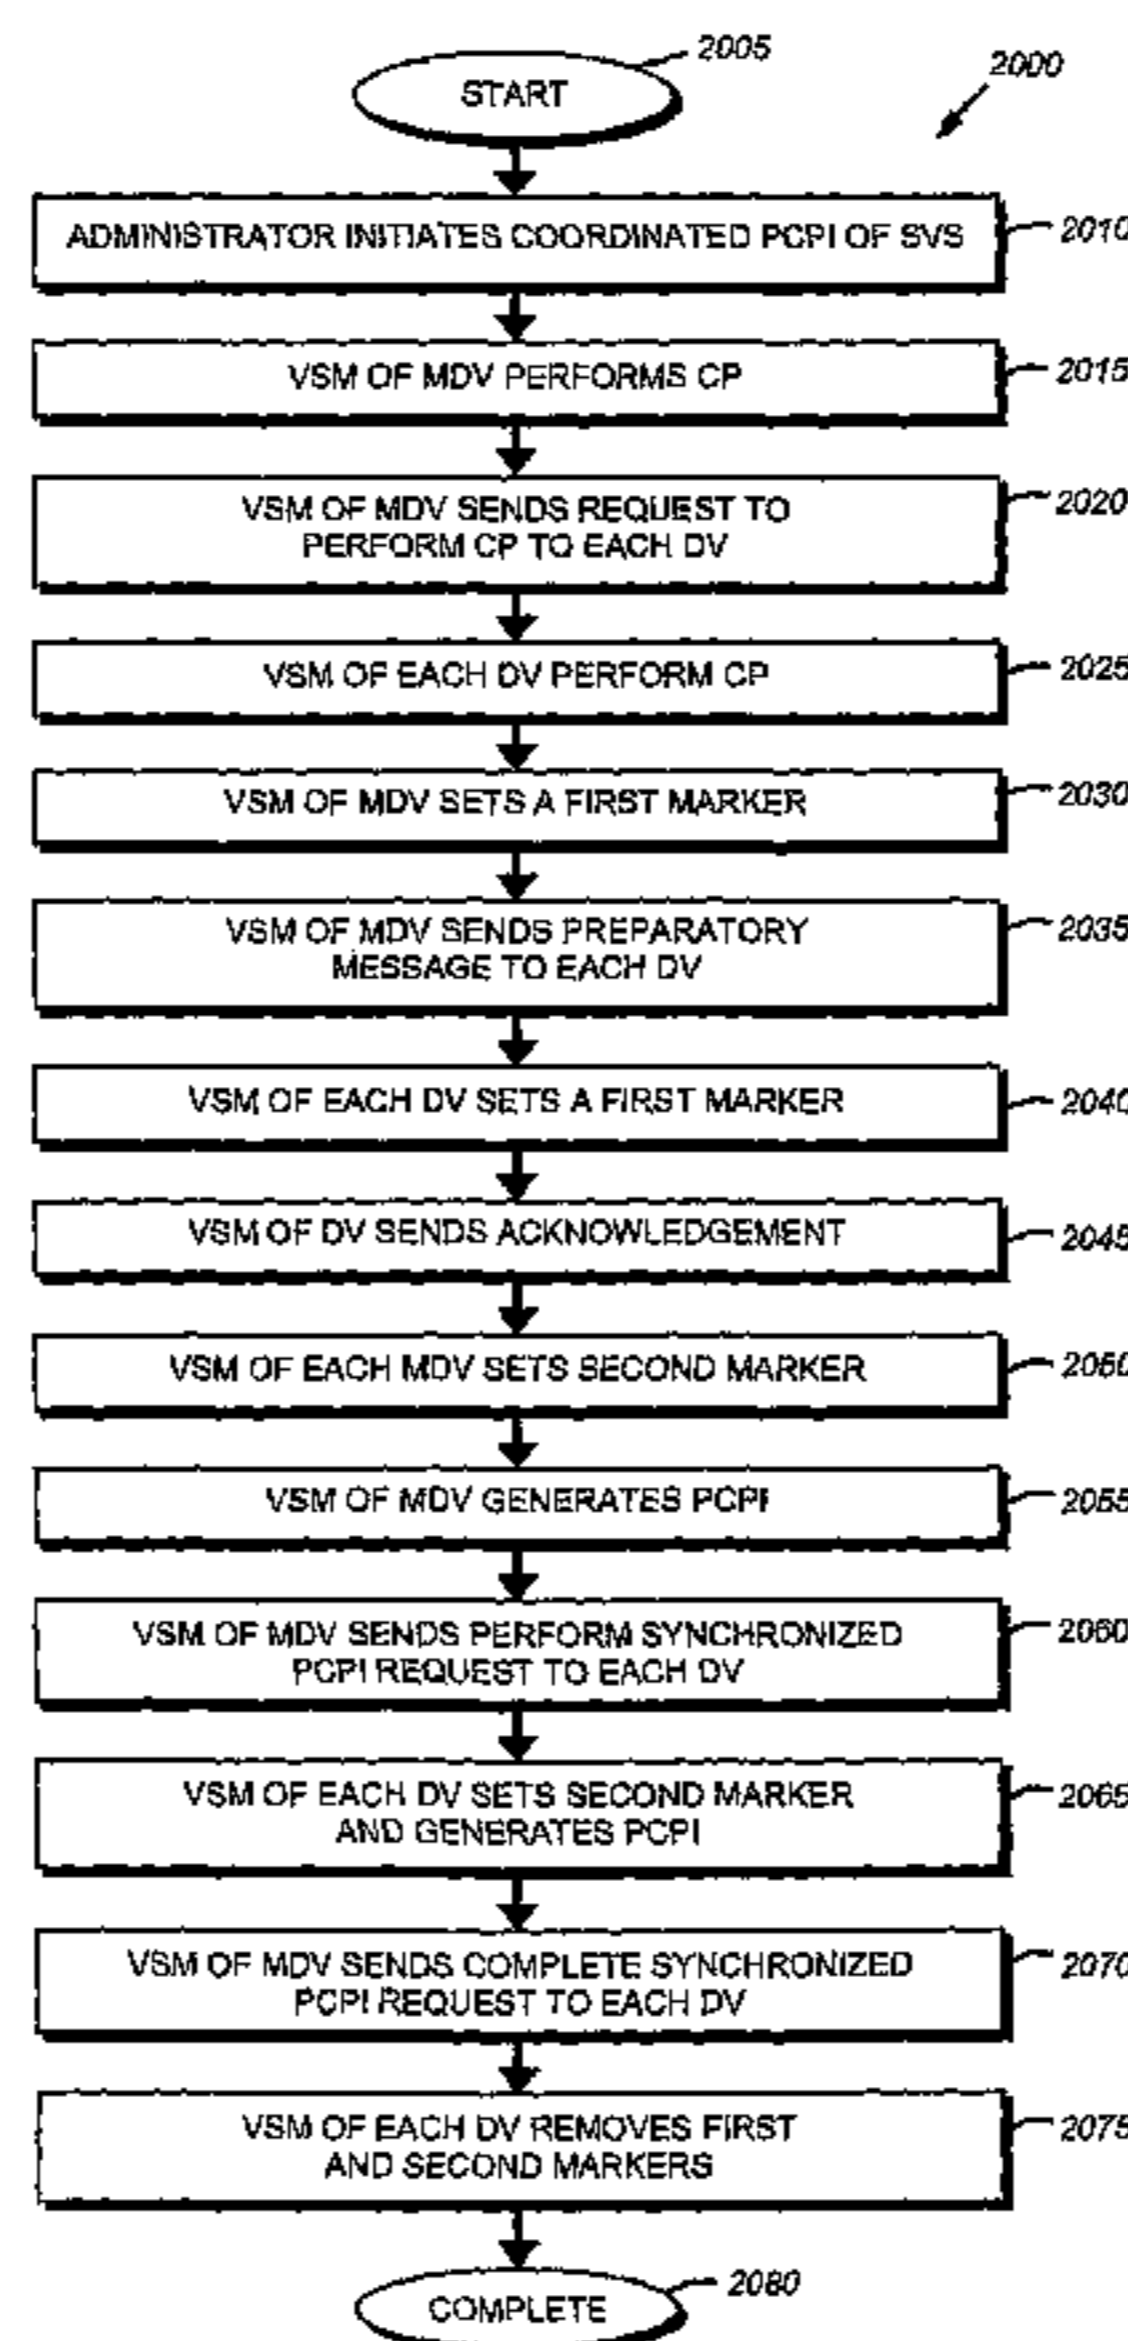 2005
START
2000
ADMINISTRATOR INITIATES COORDINATED PCPI OF SVS
2010
VSM OF MDV PERFORMS CP
2015
VSM OF MDV SENDS REQUEST TO
PERFORM CP TO EACH DV
2020
VSM OF EACH DV PERFORM CP
2025
VSM OF MDV SETS A FIRST MARKER
2030
VSM OF MDV SENDS PREPARATORY
MESSAGE TO EACH DV
2035
VSM OF EACH DV SETS A FIRST MARKER
2040
VSM OF DV SENDS ACKNOWLEDGEMENT
2045
VSM OF EACH MDV SETS SECOND MARKER
2050
VSM OF MDV GENERATES PCPI
2055
VSM OF MDV SENDS PERFORM SYNCHRONIZED
PCPI REQUEST TO EACH DV
2060
VSM OF EACH DV SETS SECOND MARKER
AND GENERATES PCPI
2065
VSM OF MDV SENDS COMPLETE SYNCHRONIZED
PCPI REQUEST TO EACH DV
2070
VSM OF EACH DV REMOVES FIRST
AND SECOND MARKERS
2075
2080
COMPLETE